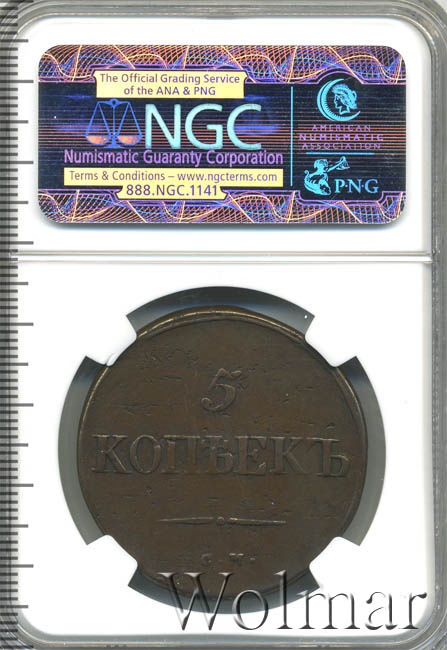 The Official Grading Service
of the ANA & PNG
NGC
Numismatic Guaranty Corporation
Terms & Conditions – www.ngcterms.com
888.NGC.1141
AMERICAN
NUMISMATIC
ASSOCIATION
P·N·G
5
КОПѢЕКЪ
С. М.
Wolmar